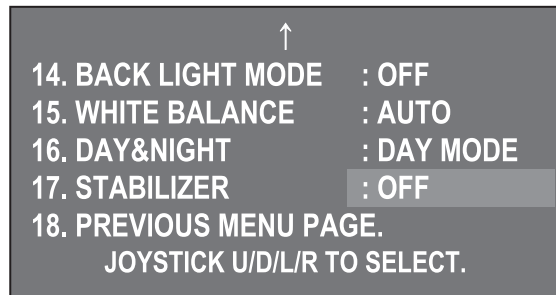 ↑
14. BACK LIGHT MODE : OFF
15. WHITE BALANCE : AUTO
16. DAY&NIGHT : DAY MODE
17. STABILIZER : OFF
18. PREVIOUS MENU PAGE.
JOYSTICK U/D/L/R TO SELECT.